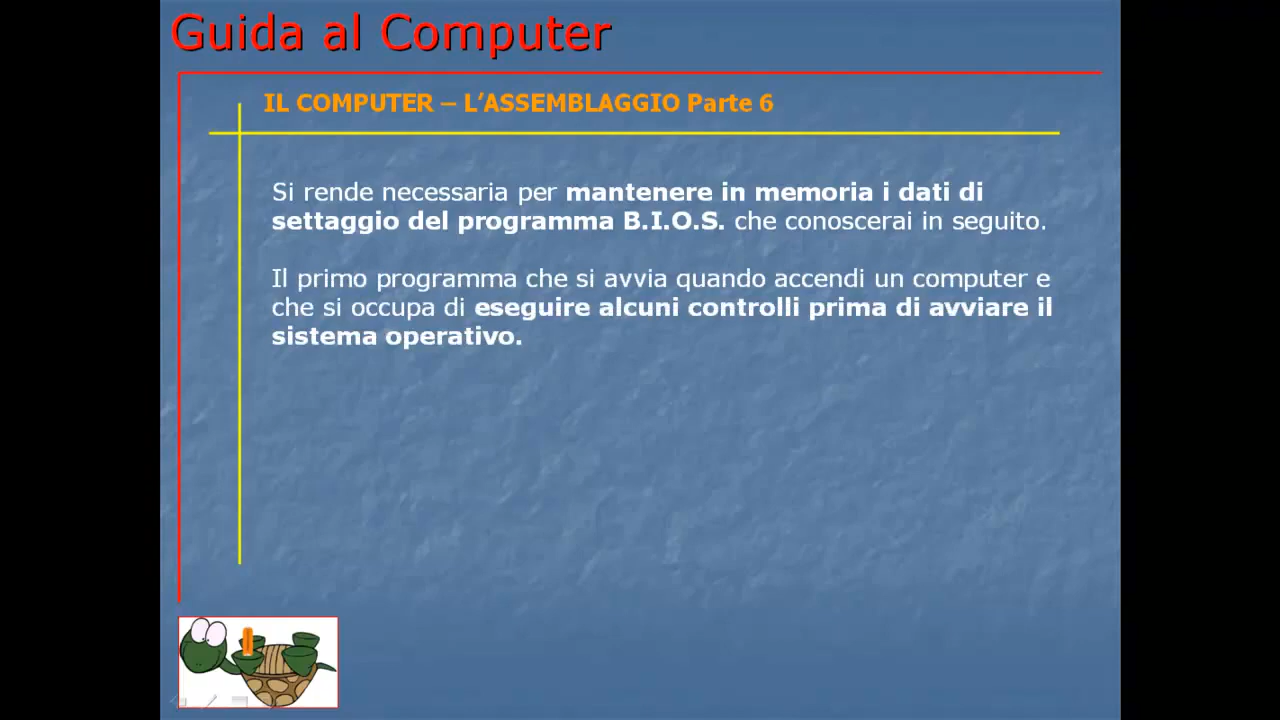 Guida al Computer
IL COMPUTER – L’ASSEMBLAGGIO Parte 6
Si rende necessaria per mantenere in memoria i dati di
settaggio del programma B.I.O.S. che conoscerai in seguito.
Il primo programma che si avvia quando accendi un computer e
che si occupa di eseguire alcuni controlli prima di avviare il
sistema operativo.